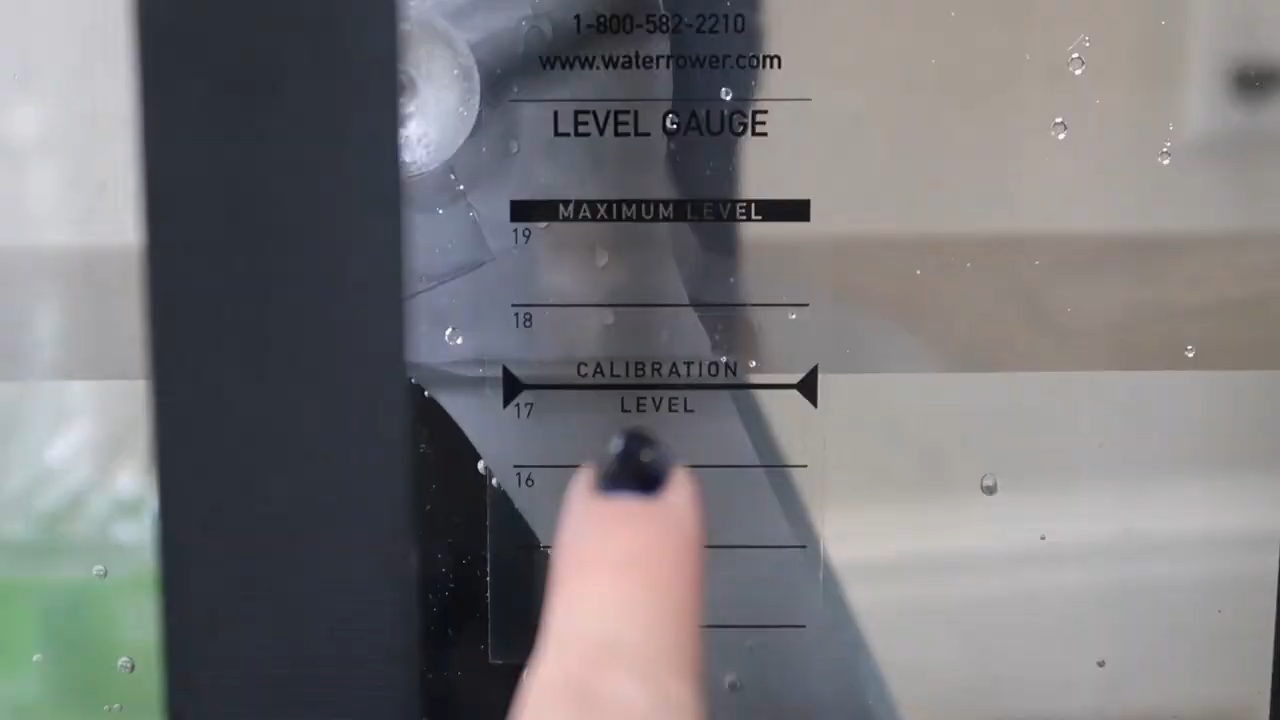 1-800-582-2210
www.waterrower.com
LEVEL GAUGE
MAXIMUM LEVEL
19
18
CALIBRATION
17 LEVEL
16